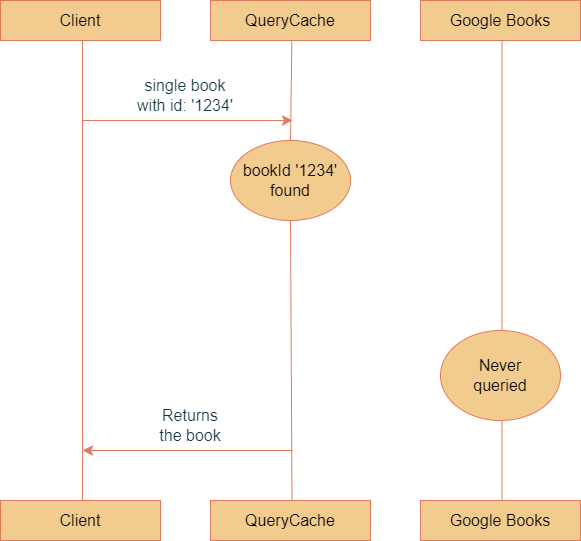 Client
QueryCache
Google Books
single book
with id: '1234'
bookId '1234'
found
Never
queried
Returns
the book
Client
QueryCache
Google Books